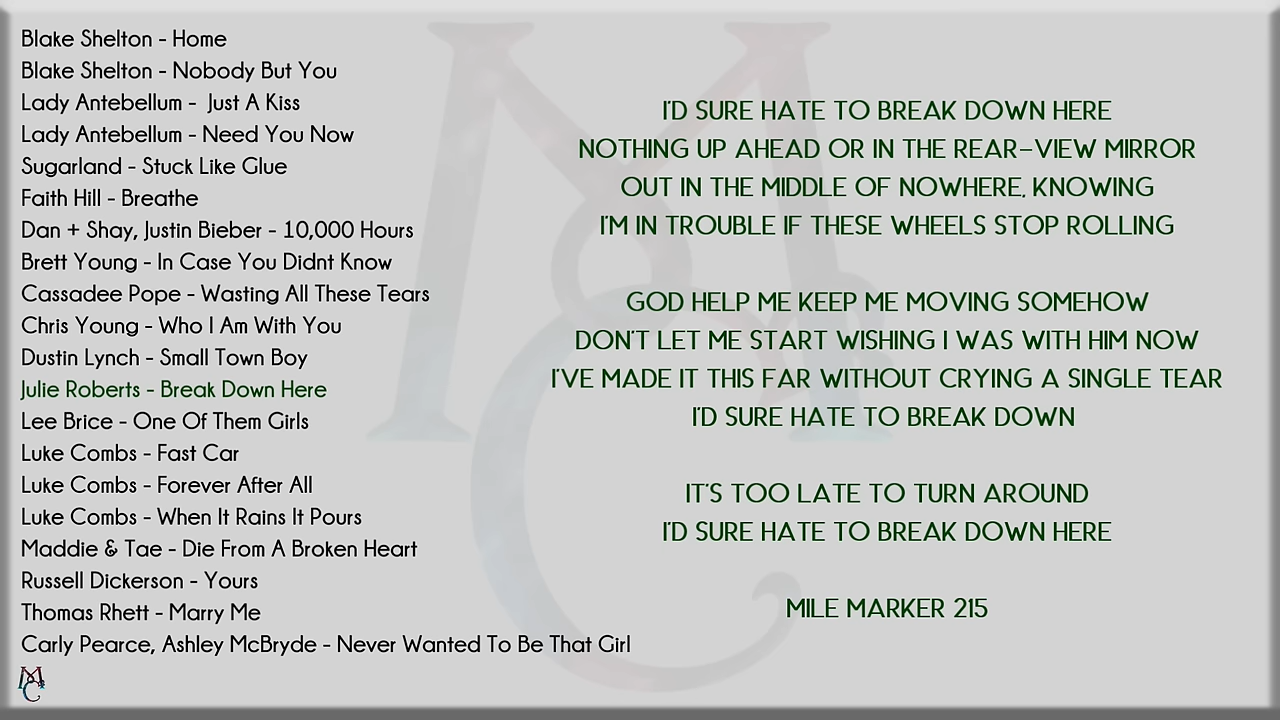 Blake Shelton - Home
Blake Shelton - Nobody But You
Lady Antebellum -  Just A Kiss
Lady Antebellum - Need You Now
Sugarland - Stuck Like Glue
Faith Hill - Breathe
Dan + Shay, Justin Bieber - 10,000 Hours
Brett Young - In Case You Didnt Know
Cassadee Pope - Wasting All These Tears
Chris Young - Who I Am With You
Dustin Lynch - Small Town Boy
Julie Roberts - Break Down Here
Lee Brice - One Of Them Girls
Luke Combs - Fast Car
Luke Combs - Forever After All
Luke Combs - When It Rains It Pours
Maddie & Tae - Die From A Broken Heart
Russell Dickerson - Yours
Thomas Rhett - Marry Me
Carly Pearce, Ashley McBryde - Never Wanted To Be That Girl
I'D SURE HATE TO BREAK DOWN HERE
NOTHING UP AHEAD OR IN THE REAR-VIEW MIRROR
OUT IN THE MIDDLE OF NOWHERE, KNOWING
I'M IN TROUBLE IF THESE WHEELS STOP ROLLING
GOD HELP ME KEEP ME MOVING SOMEHOW
DON'T LET ME START WISHING I WAS WITH HIM NOW
I'VE MADE IT THIS FAR WITHOUT CRYING A SINGLE TEAR
I'D SURE HATE TO BREAK DOWN
IT'S TOO LATE TO TURN AROUND
I'D SURE HATE TO BREAK DOWN HERE
MILE MARKER 215